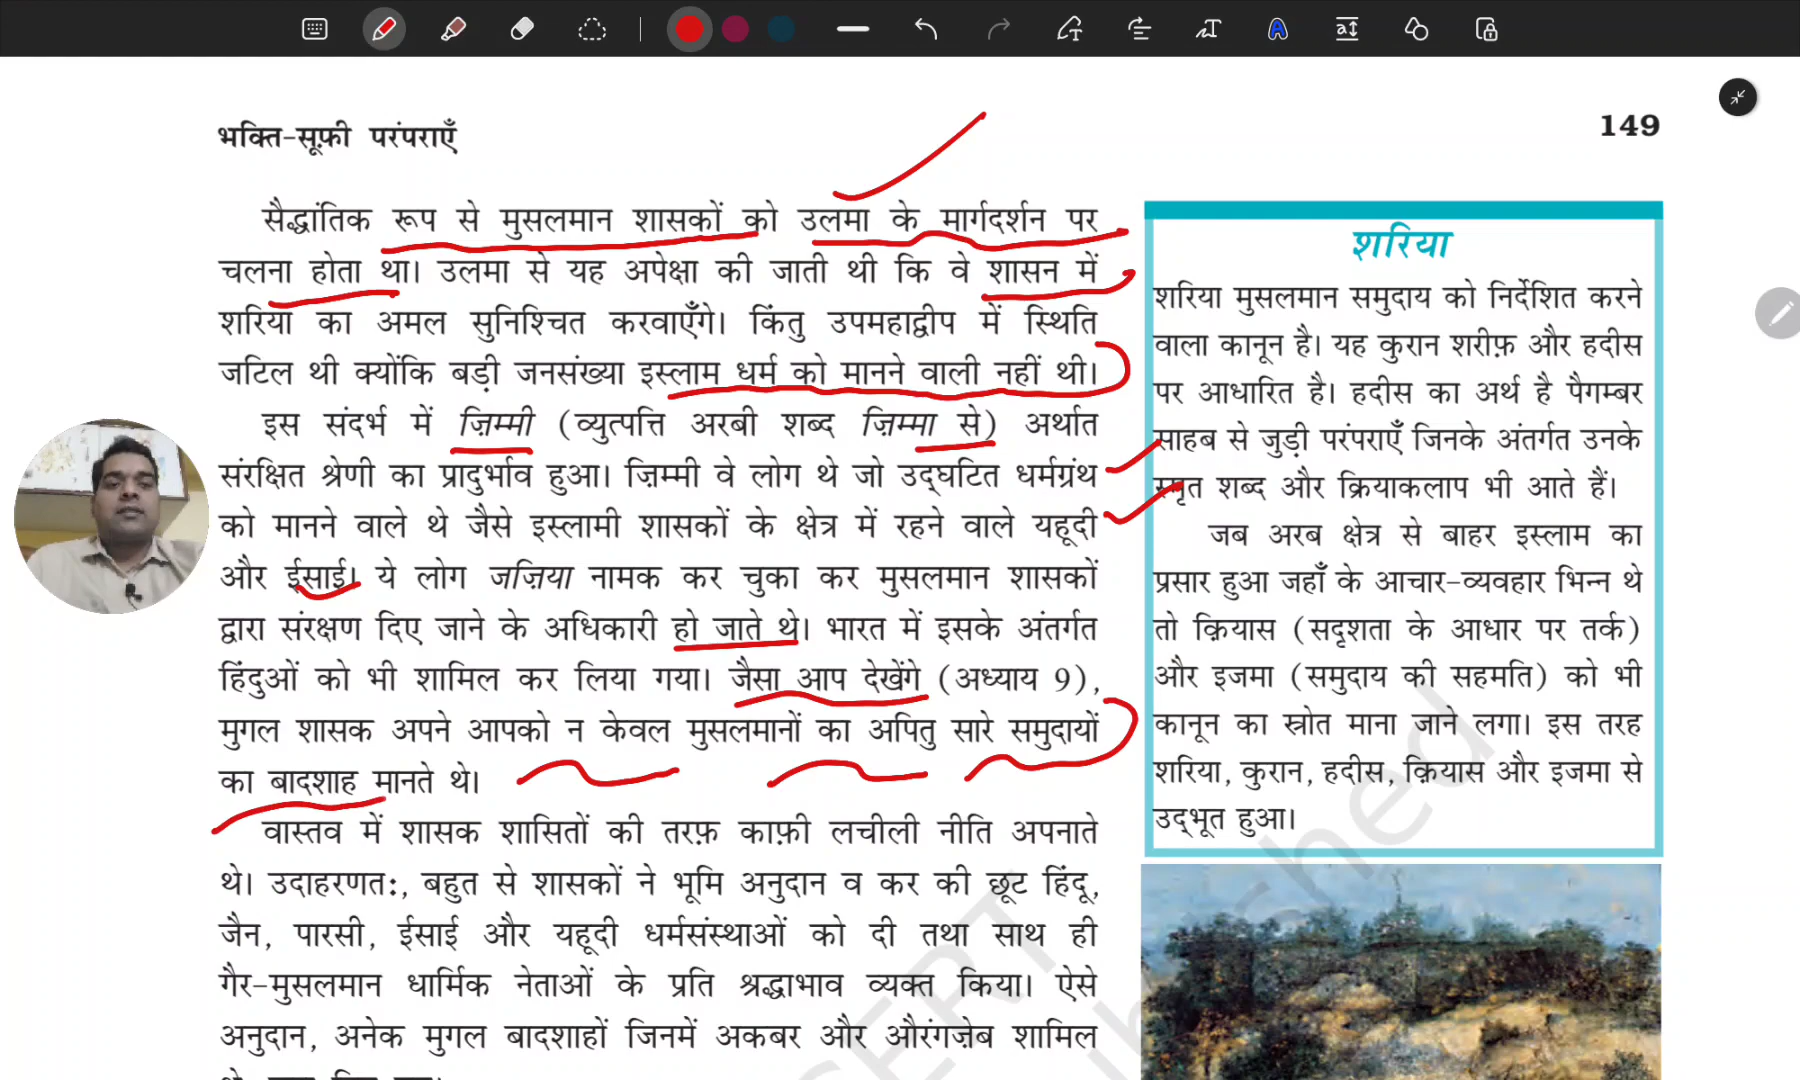 भक्ति-सूफ़ी परंपराएँ
149
सैद्धांतिक रूप से मुसलमान शासकों को उलमा के मार्गदर्शन पर
चलना होता था। उलमा से यह अपेक्षा की जाती थी कि वे शासन में
शरिया का अमल सुनिश्चित करवाएँगे। किंतु उपमहाद्वीप में स्थिति
जटिल थी क्योंकि बड़ी जनसंख्या इस्लाम धर्म को मानने वाली नहीं थी।
इस संदर्भ में ज़िम्मी (व्युत्पत्ति अरबी शब्द ज़िम्मा से) अर्थात
संरक्षित श्रेणी का प्रादुर्भाव हुआ। ज़िम्मी वे लोग थे जो उद्घटित धर्मग्रंथ
को मानने वाले थे जैसे इस्लामी शासकों के क्षेत्र में रहने वाले यहूदी
और ईसाई। ये लोग जज़िया नामक कर चुका कर मुसलमान शासकों
द्वारा संरक्षण दिए जाने के अधिकारी हो जाते थे। भारत में इसके अंतर्गत
हिंदुओं को भी शामिल कर लिया गया। जैसा आप देखेंगे (अध्याय 9),
मुगल शासक अपने आपको न केवल मुसलमानों का अपितु सारे समुदायों
का बादशाह मानते थे।
वास्तव में शासक शासितों की तरफ़ काफ़ी लचीली नीति अपनाते
थे। उदाहरणतः, बहुत से शासकों ने भूमि अनुदान व कर की छूट हिंदू,
जैन, पारसी, ईसाई और यहूदी धर्मसंस्थाओं को दी तथा साथ ही
गैर-मुसलमान धार्मिक नेताओं के प्रति श्रद्धाभाव व्यक्त किया। ऐसे
अनुदान, अनेक मुगल बादशाहों जिनमें अकबर और औरंगज़ेब शामिल
शरिया
शरिया मुसलमान समुदाय को निर्देशित करने
वाला कानून है। यह कुरान शरीफ़ और हदीस
पर आधारित है। हदीस का अर्थ है पैगम्बर
साहब से जुड़ी परंपराएँ जिनके अंतर्गत उनके
स्मृत शब्द और क्रियाकलाप भी आते हैं।
जब अरब क्षेत्र से बाहर इस्लाम का
प्रसार हुआ जहाँ के आचार-व्यवहार भिन्न थे
तो क़ियास (सदृशता के आधार पर तर्क)
और इजमा (समुदाय की सहमति) को भी
कानून का स्रोत माना जाने लगा। इस तरह
शरिया, कुरान, हदीस, क़ियास और इजमा से
उद्भूत हुआ।